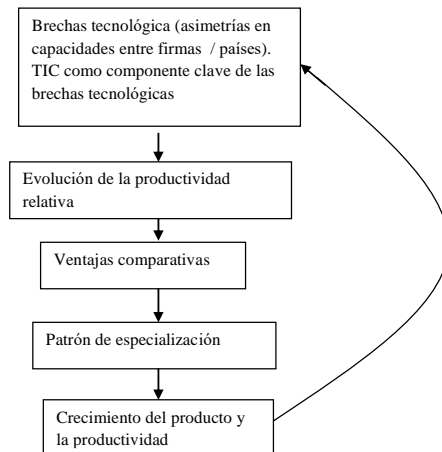 Brechas tecnológica (asimetrías en
capacidades entre firmas / países).
TIC como componente clave de las
brechas tecnológicas
Evolución de la productividad
relativa
Ventajas comparativas
Patrón de especialización
Crecimiento del producto y
la productividad